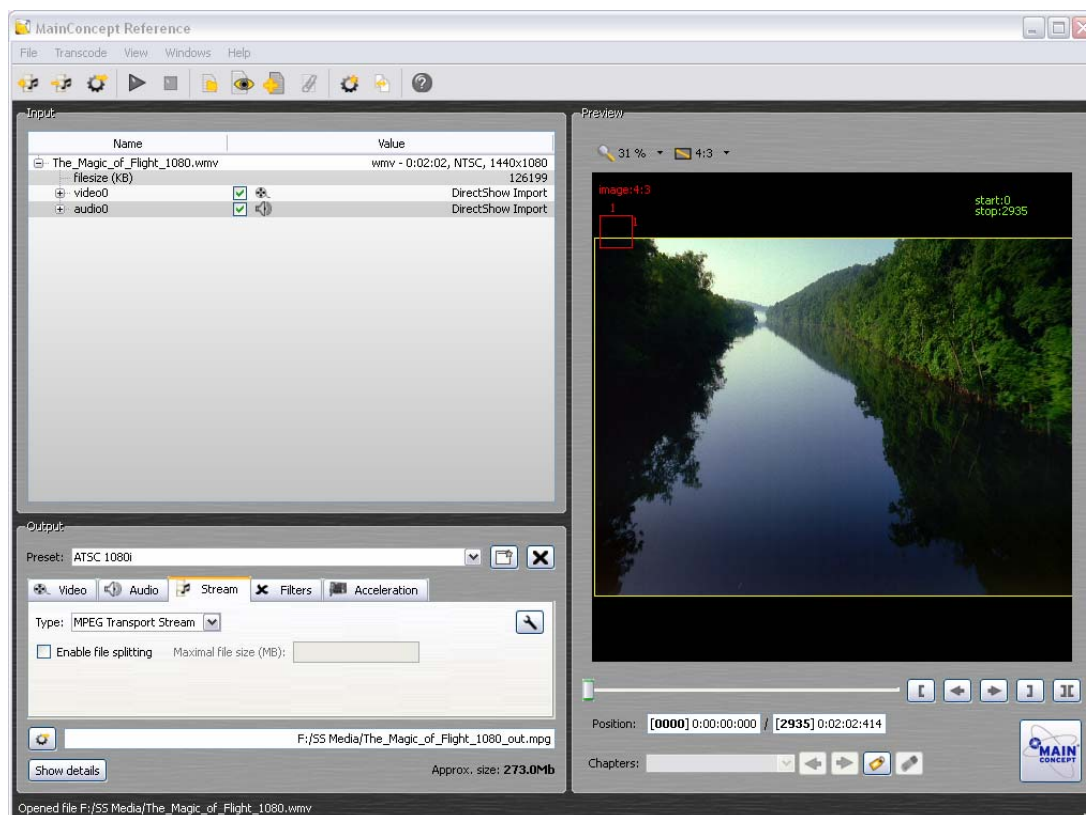 MainConcept Reference
File Transcode View Windows Help
Input
Name Value
The_Magic_of_Flight_1080.wmv wmv - 0:02:02, NTSC, 1440x1080
filesize (KB) 126199
video0 DirectShow Import
audio0 DirectShow Import
Output
Preset: ATSC 1080i
Video Audio Stream Filters Acceleration
Type: MPEG Transport Stream
Enable file splitting Maximal file size (MB):
F:/SS Media/The_Magic_of_Flight_1080_out.mpg
Show details Approx. size: 273.0Mb
Opened file F:/SS Media/The_Magic_of_Flight_1080.wmv
Preview
31 % 4:3
image:4:3
1
1
start:0
stop:2935
Position: [0000] 0:00:00:000 / [2935] 0:02:02:414
Chapters:
MAIN
CONCEPT